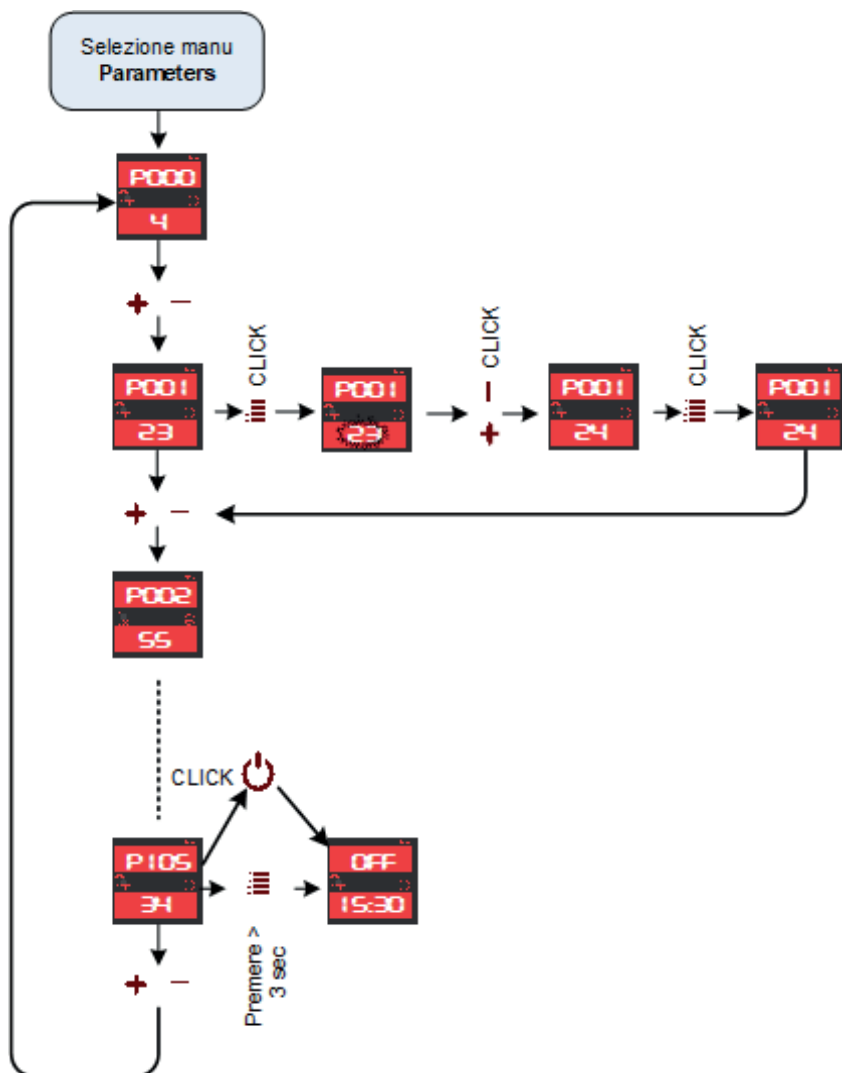 Selezione manu
Parameters
P000
4
+ −
P001
23
CLICK
P001
23
− CLICK
+
P001
24
CLICK
P001
24
+ −
P002
55
CLICK
P105
34
Premere >
3 sec
OFF
15:30
+ −